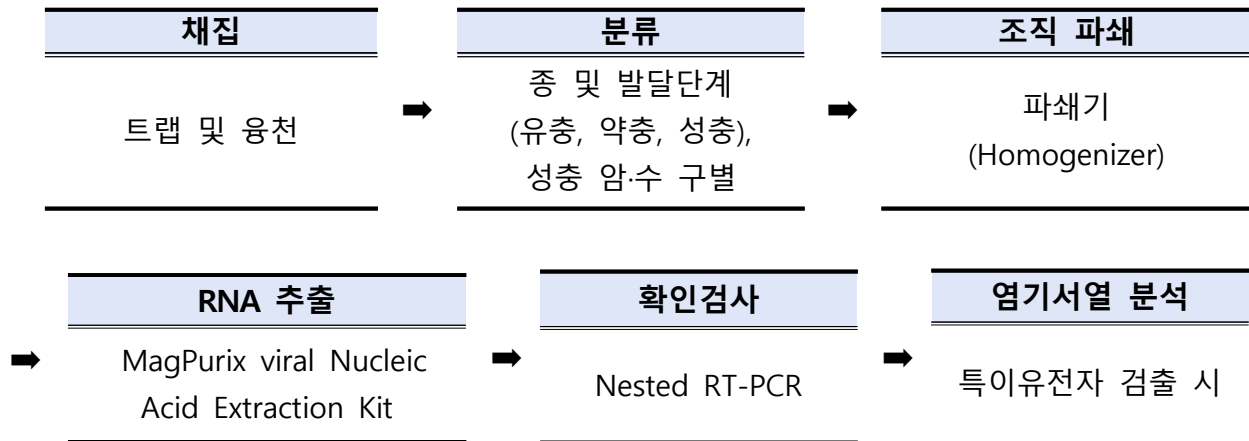 채집
트랩 및 융천
➡
분류
종 및 발달단계
(유충, 약충, 성충),
성충 암·수 구별
➡
조직 파쇄
파쇄기
(Homogenizer)
➡
RNA 추출
MagPurix viral Nucleic
Acid Extraction Kit
➡
확인검사
Nested RT-PCR
➡
염기서열 분석
특이유전자 검출 시